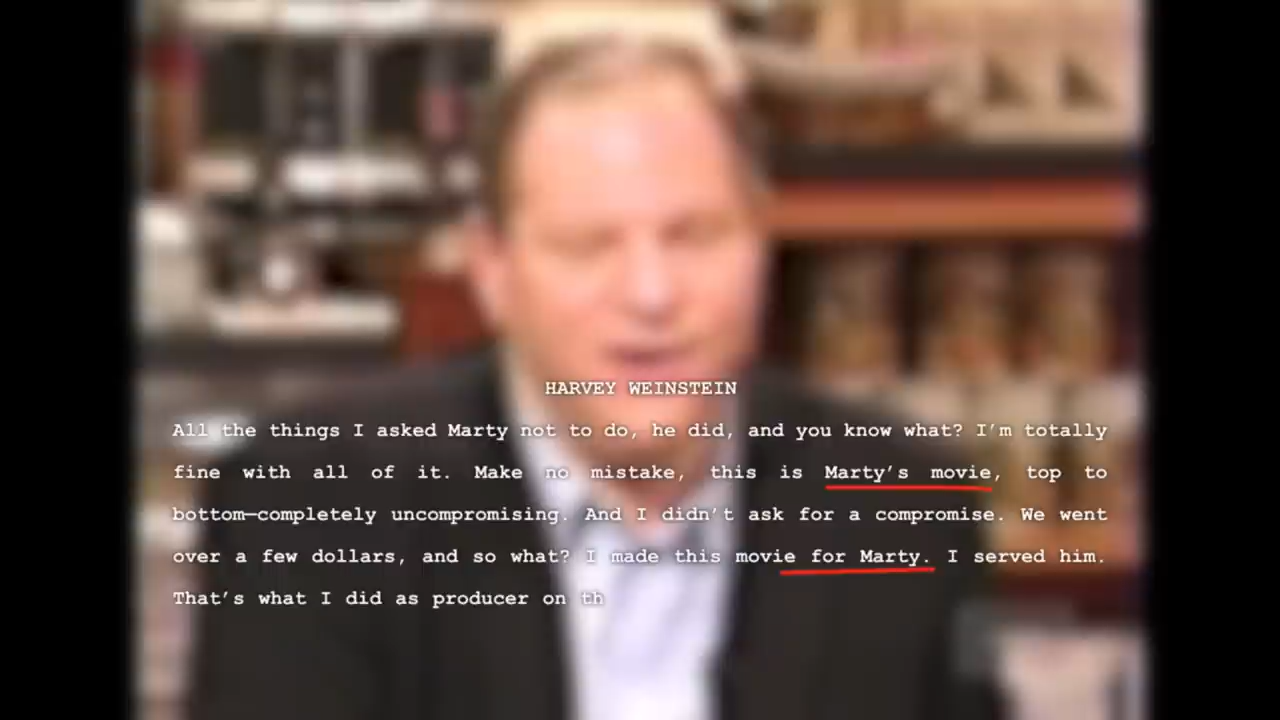 HARVEY WEINSTEIN
All the things I asked Marty not to do, he did, and you know what? I’m totally
fine with all of it. Make no mistake, this is Marty’s movie, top to
bottom—completely uncompromising. And I didn’t ask for a compromise. We went
over a few dollars, and so what? I made this movie for Marty. I served him.
That’s what I did as producer on th